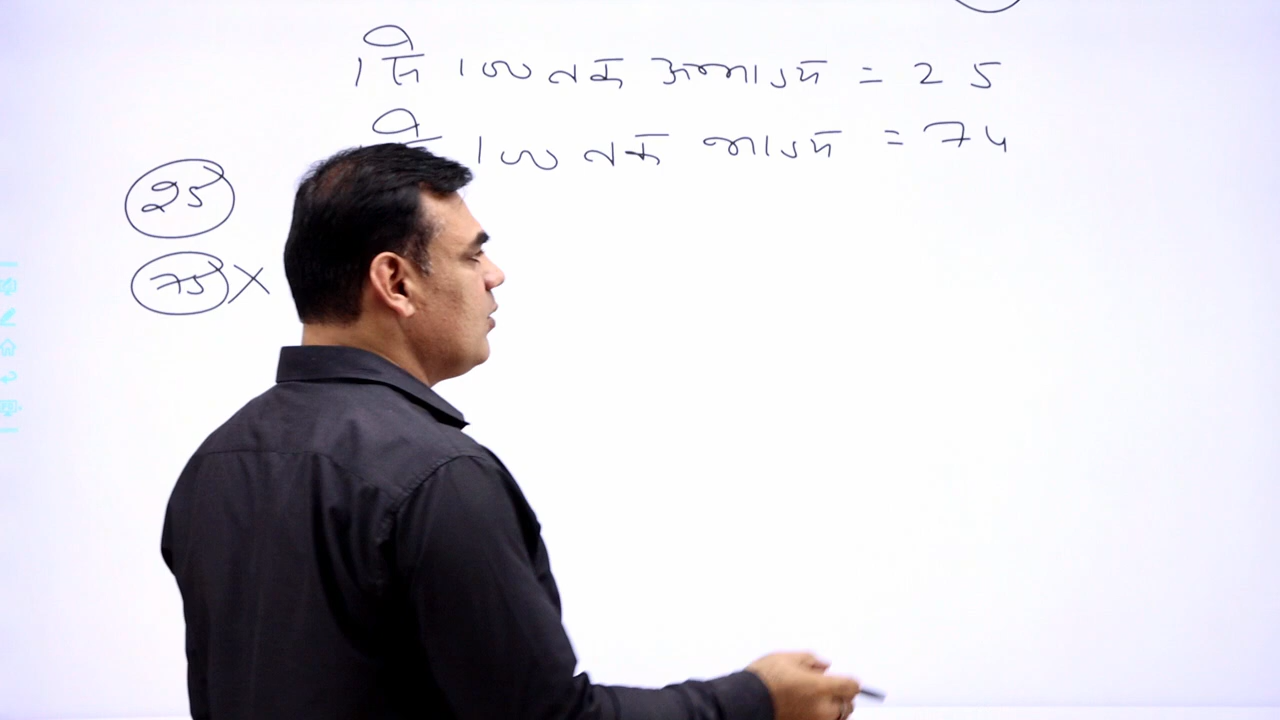 1 से 100 तक अभाज्य = 25
100 तक भाज्य = 74
25
75 ×